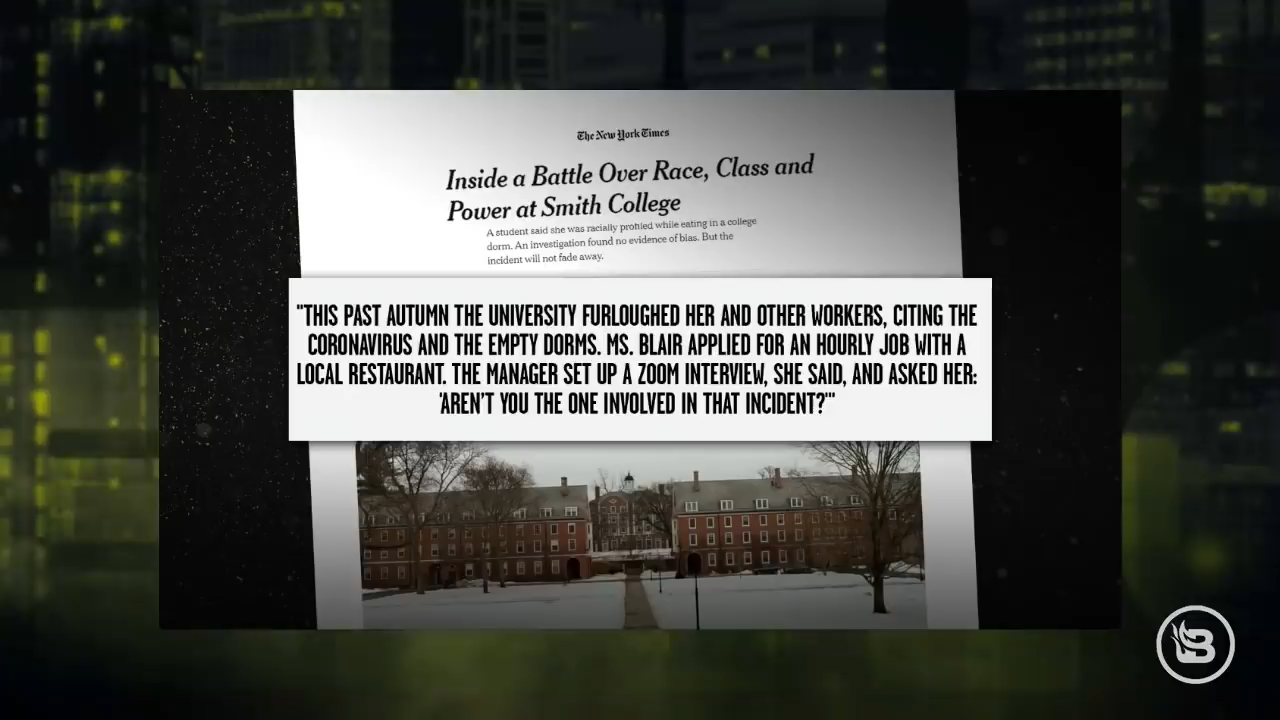 The New York Times
Inside a Battle Over Race, Class and
Power at Smith College
A student said she was racially profiled while eating in a college
dorm. An investigation found no evidence of bias. But the
incident will not fade away.
"THIS PAST AUTUMN THE UNIVERSITY FURLOUGHED HER AND OTHER WORKERS, CITING THE
CORONAVIRUS AND THE EMPTY DORMS. MS. BLAIR APPLIED FOR AN HOURLY JOB WITH A
LOCAL RESTAURANT. THE MANAGER SET UP A ZOOM INTERVIEW, SHE SAID, AND ASKED HER:
'AREN'T YOU THE ONE INVOLVED IN THAT INCIDENT?'"
B